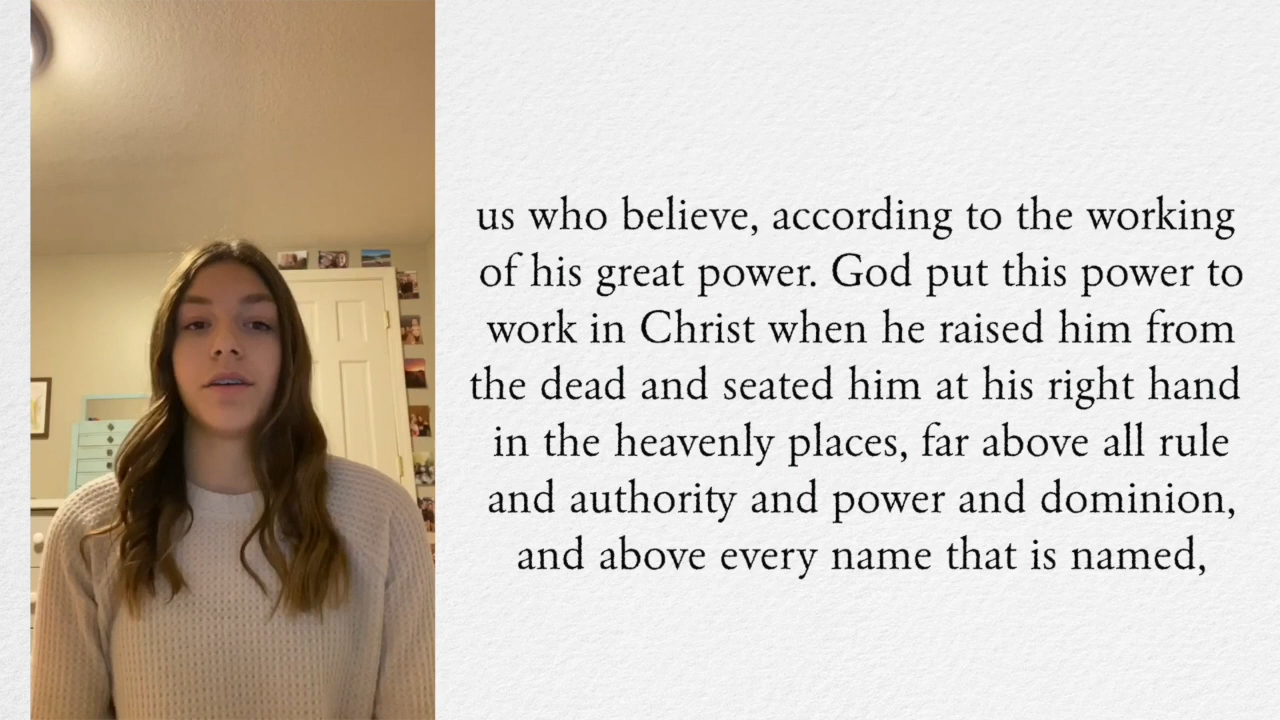 us who believe, according to the working
of his great power. God put this power to
work in Christ when he raised him from
the dead and seated him at his right hand
in the heavenly places, far above all rule
and authority and power and dominion,
and above every name that is named,